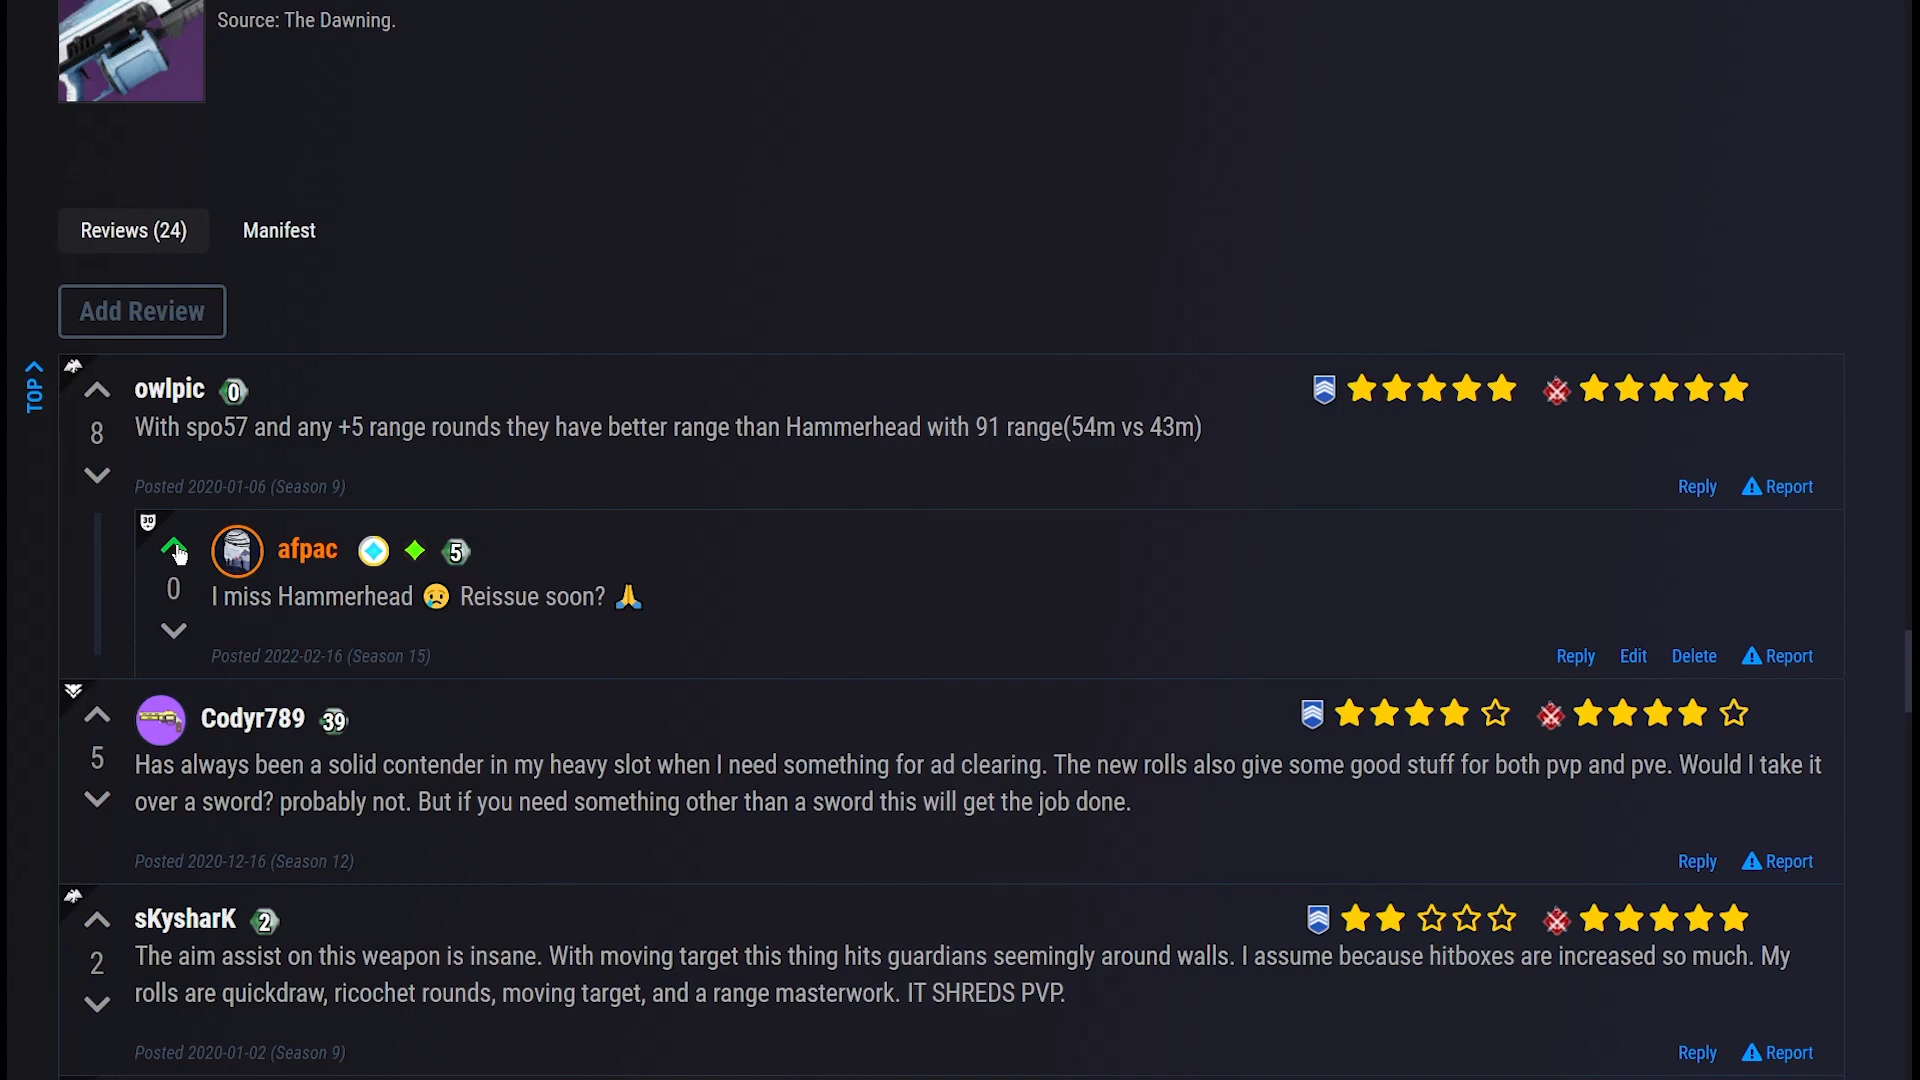 Source: The Dawning.
Reviews (24) Manifest
Add Review
TOP
owlpic 0
8
With spo57 and any +5 range rounds they have better range than Hammerhead with 91 range(54m vs 43m)
Posted 2020-01-06 (Season 9) Reply Report
30
afpac 5
0
I miss Hammerhead 😢 Reissue soon? 🙏
Posted 2022-02-16 (Season 15) Reply Edit Delete Report
Codyr789 39
5
Has always been a solid contender in my heavy slot when I need something for ad clearing. The new rolls also give some good stuff for both pvp and pve. Would I take it
over a sword? probably not. But if you need something other than a sword this will get the job done.
Posted 2020-12-16 (Season 12) Reply Report
sKysharK 2
2
The aim assist on this weapon is insane. With moving target this thing hits guardians seemingly around walls. I assume because hitboxes are increased so much. My
rolls are quickdraw, ricochet rounds, moving target, and a range masterwork. IT SHREDS PVP.
Posted 2020-01-02 (Season 9) Reply Report